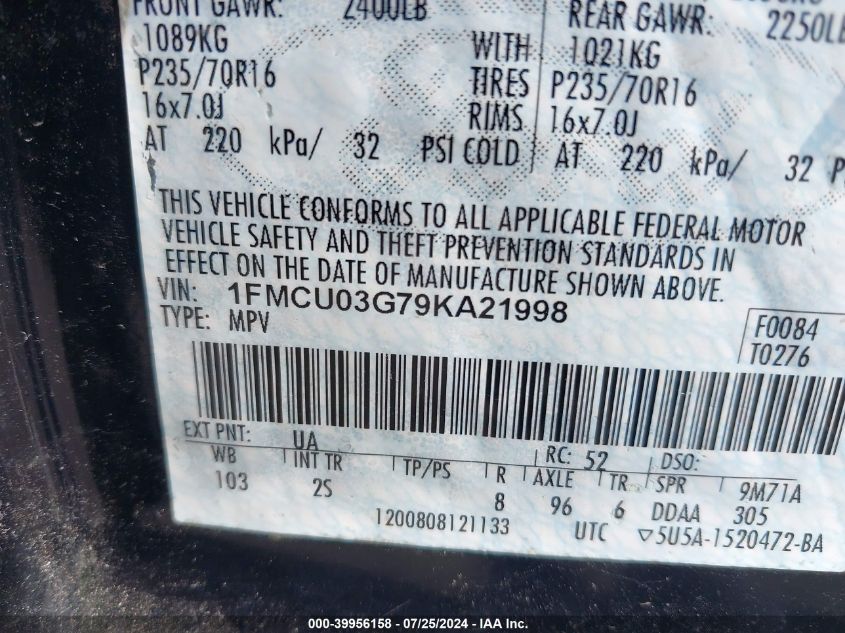 FRONT GAWR: 2400LB REAR GAWR: 2250LB
1089KG WITH 1021KG
P235/70R16 TIRES P235/70R16
16x7.0J RIMS 16x7.0J
AT 220 kPa/ 32 PSI COLD AT 220 kPa/ 32
THIS VEHICLE CONFORMS TO ALL APPLICABLE FEDERAL MOTOR
VEHICLE SAFETY AND THEFT PREVENTION STANDARDS IN
EFFECT ON THE DATE OF MANUFACTURE SHOWN ABOVE.
VIN: 1FMCU03G79KA21998
TYPE: MPV
F0084
T0276
EXT PNT: UA RC: 52 DSO:
WB INT TR TP/PS R AXLE TR SPR 9M71A
103 2S 8 96 6 DDAA 305
1200808121133 UTC ▽5U5A-1520472-BA
000-39956158 - 07/25/2024 - IAA Inc.